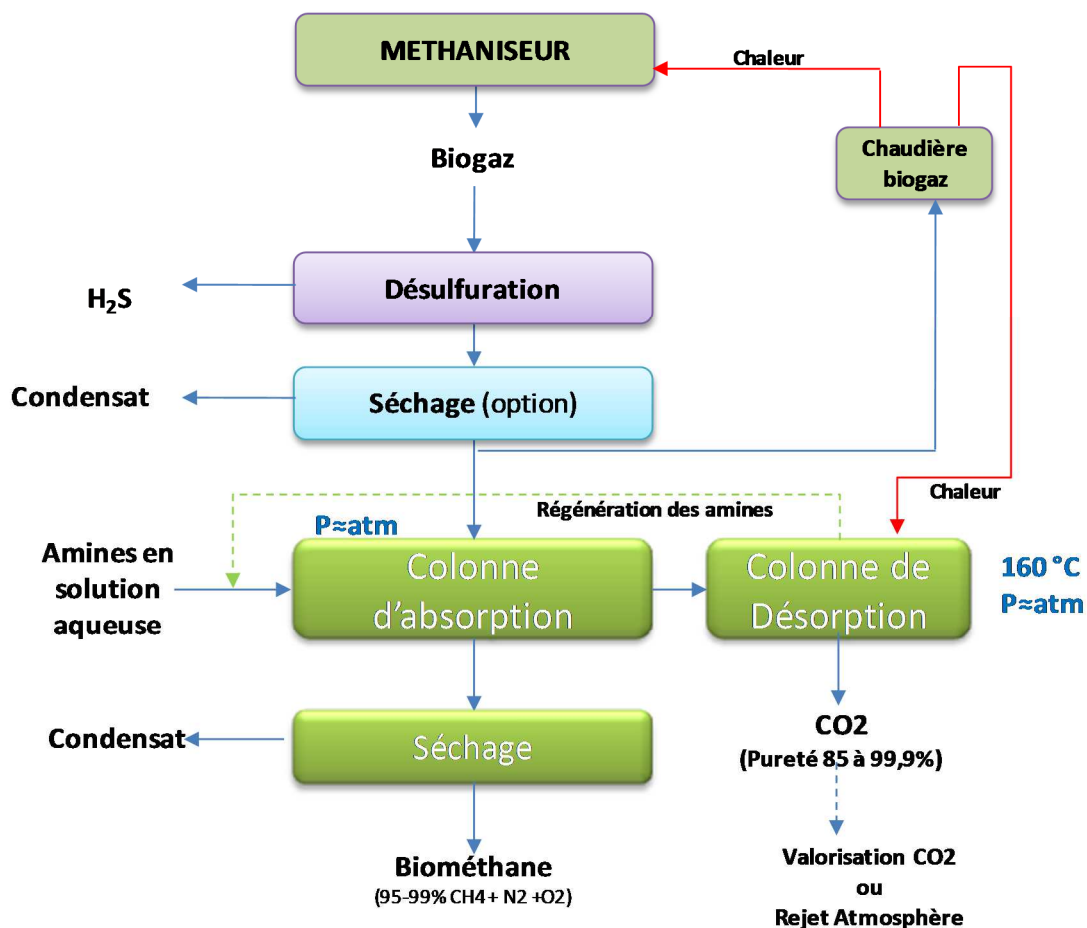 METHANISEUR
Chaleur
Chaudière
biogaz
Biogaz
Désulfuration
H₂S
Séchage (option)
Condensat
Chaleur
Régénération des amines
P≈atm
Amines en
solution
aqueuse
Colonne
d'absorption
Colonne de
Désorption
160 °C
P≈atm
Séchage
Condensat
CO2
(Pureté 85 à 99,9%)
Biométhane
(95-99% CH4 + N2 +O2)
Valorisation CO2
ou
Rejet Atmosphère